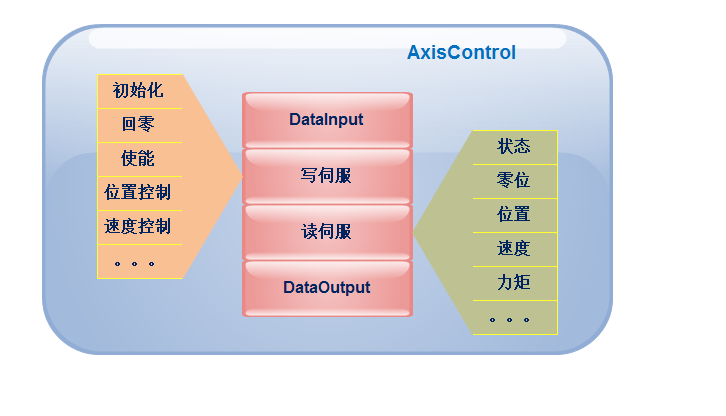 AxisControl
初始化
回零
使能
位置控制
速度控制
。。。
DataInput
写伺服
读伺服
DataOutput
状态
零位
位置
速度
力矩
。。。